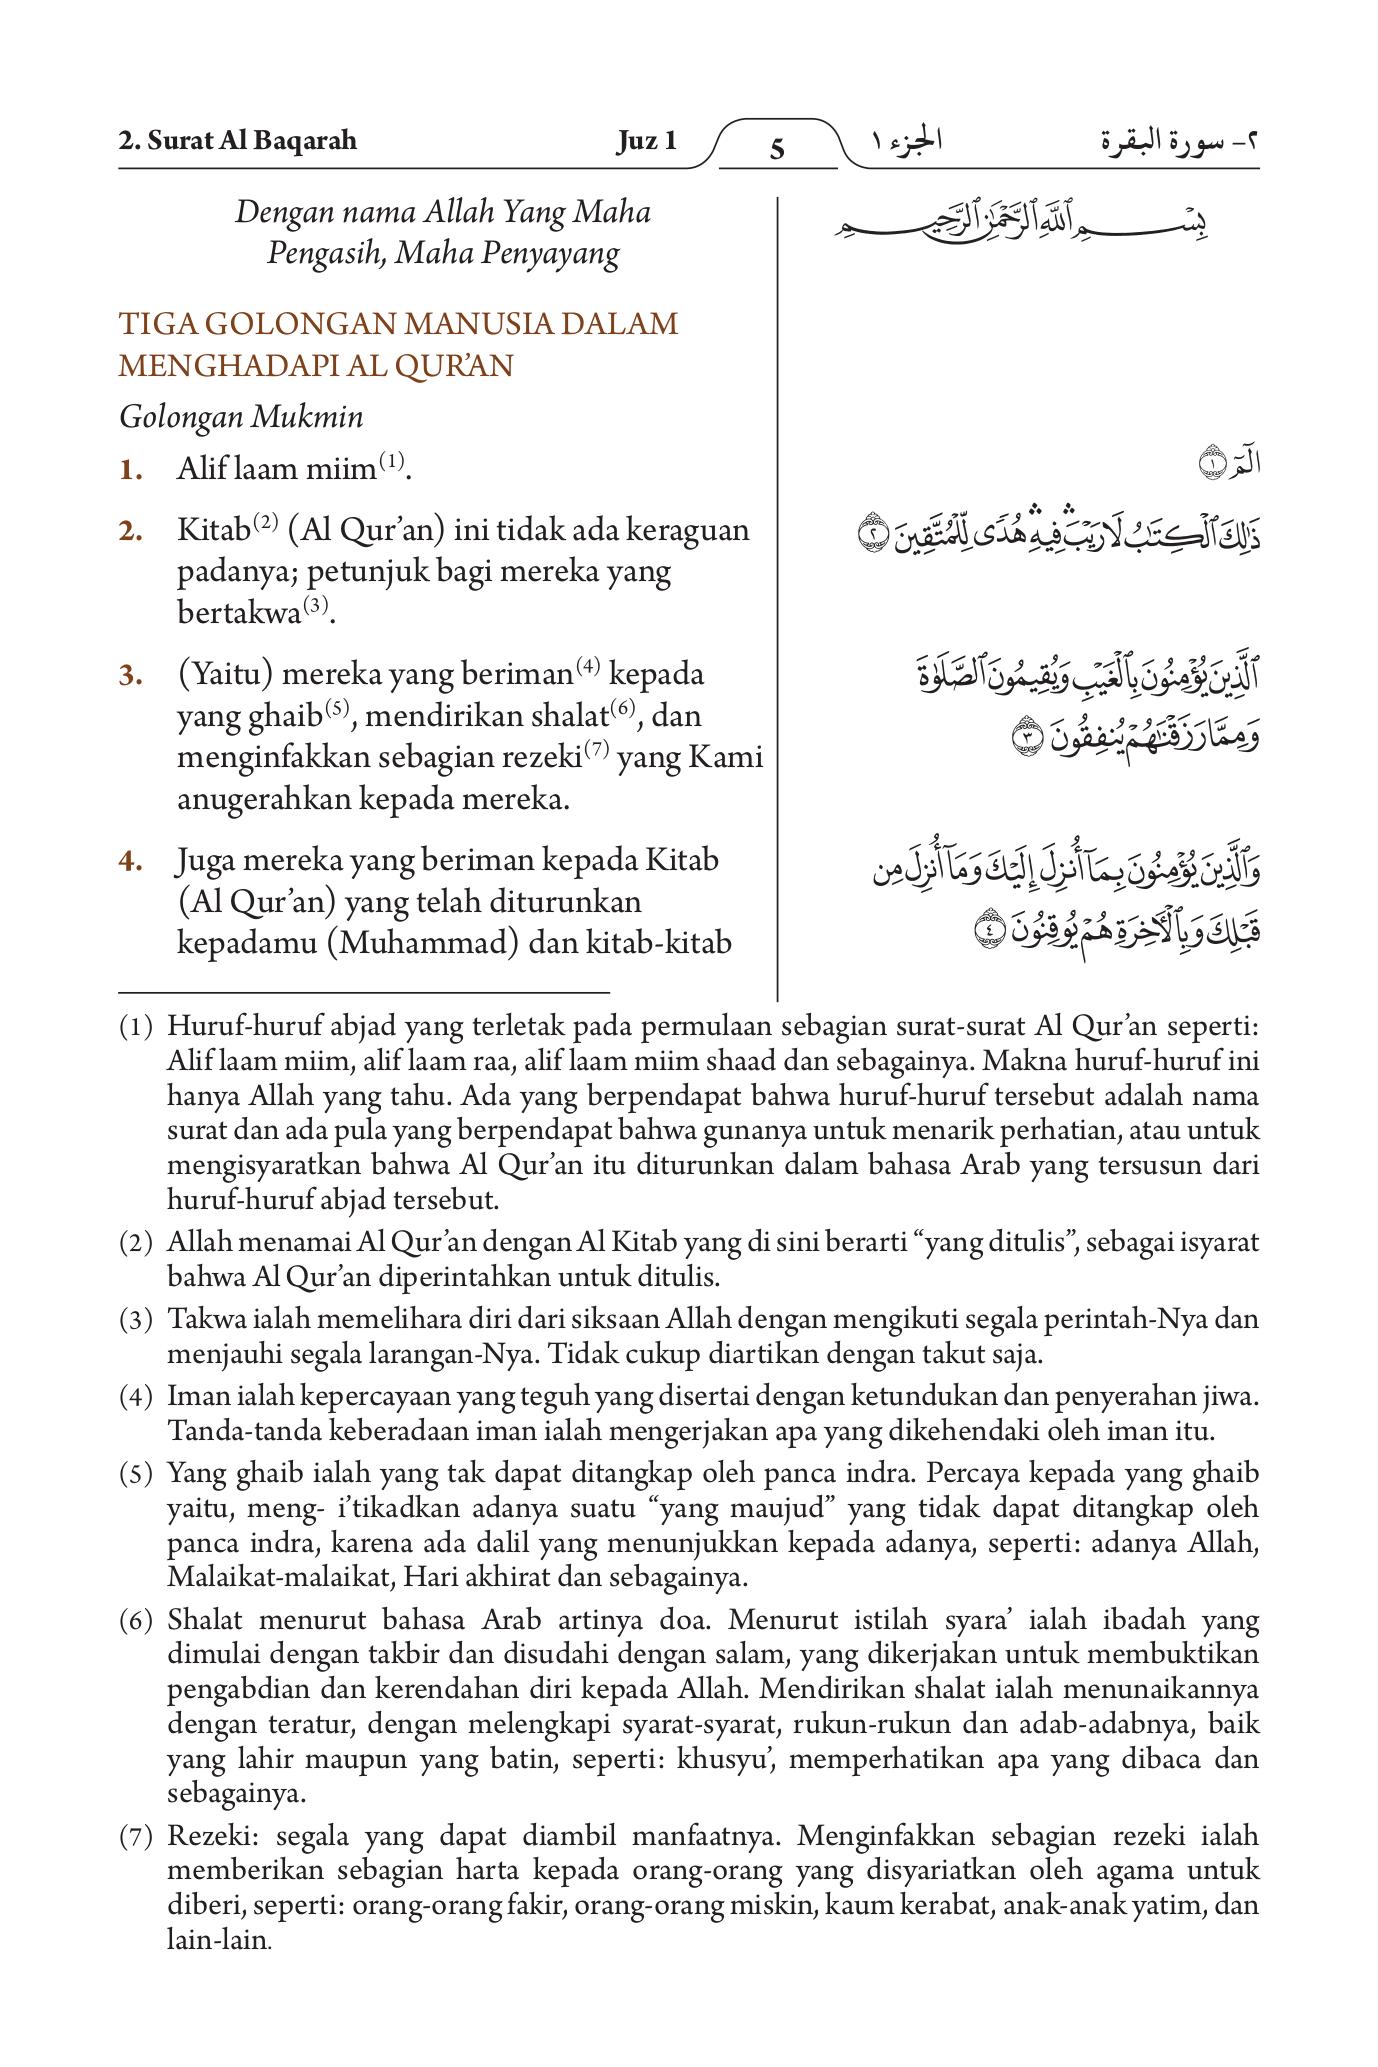 2. Surat Al Baqarah Juz 1 5 الجزء ١ ٢- سورة البقرة
Dengan nama Allah Yang Maha
Pengasih, Maha Penyayang
بِسْمِ ٱللَّهِ ٱلرَّحْمَٰنِ ٱلرَّحِيمِ
TIGA GOLONGAN MANUSIA DALAM
MENGHADAPI AL QUR’AN
Golongan Mukmin
1. Alif laam miim(1).
الٓمٓ ١
2. Kitab(2) (Al Qur’an) ini tidak ada keraguan
padanya; petunjuk bagi mereka yang
bertakwa(3).
ذَٰلِكَ ٱلْكِتَٰبُ لَا رَيْبَۛ فِيهِۛ هُدًى لِّلْمُتَّقِينَ ٢
3. (Yaitu) mereka yang beriman(4) kepada
yang ghaib(5), mendirikan shalat(6), dan
menginfakkan sebagian rezeki(7) yang Kami
anugerahkan kepada mereka.
ٱلَّذِينَ يُؤْمِنُونَ بِٱلْغَيْبِ وَيُقِيمُونَ ٱلصَّلَوٰةَ
وَمِمَّا رَزَقْنَٰهُمْ يُنفِقُونَ ٣
4. Juga mereka yang beriman kepada Kitab
(Al Qur’an) yang telah diturunkan
kepadamu (Muhammad) dan kitab-kitab
وَٱلَّذِينَ يُؤْمِنُونَ بِمَآ أُنزِلَ إِلَيْكَ وَمَآ أُنزِلَ مِن
قَبْلِكَ وَبِٱلْءَاخِرَةِ هُمْ يُوقِنُونَ ٤
(1) Huruf-huruf abjad yang terletak pada permulaan sebagian surat-surat Al Qur’an seperti:
Alif laam miim, alif laam raa, alif laam miim shaad dan sebagainya. Makna huruf-huruf ini
hanya Allah yang tahu. Ada yang berpendapat bahwa huruf-huruf tersebut adalah nama
surat dan ada pula yang berpendapat bahwa gunanya untuk menarik perhatian, atau untuk
mengisyaratkan bahwa Al Qur’an itu diturunkan dalam bahasa Arab yang tersusun dari
huruf-huruf abjad tersebut.
(2) Allah menamai Al Qur’an dengan Al Kitab yang di sini berarti “yang ditulis”, sebagai isyarat
bahwa Al Qur’an diperintahkan untuk ditulis.
(3) Takwa ialah memelihara diri dari siksaan Allah dengan mengikuti segala perintah-Nya dan
menjauhi segala larangan-Nya. Tidak cukup diartikan dengan takut saja.
(4) Iman ialah kepercayaan yang teguh yang disertai dengan ketundukan dan penyerahan jiwa.
Tanda-tanda keberadaan iman ialah mengerjakan apa yang dikehendaki oleh iman itu.
(5) Yang ghaib ialah yang tak dapat ditangkap oleh panca indra. Percaya kepada yang ghaib
yaitu, meng- i’tikadkan adanya suatu “yang maujud” yang tidak dapat ditangkap oleh
panca indra, karena ada dalil yang menunjukkan kepada adanya, seperti: adanya Allah,
Malaikat-malaikat, Hari akhirat dan sebagainya.
(6) Shalat menurut bahasa Arab artinya doa. Menurut istilah syara’ ialah ibadah yang
dimulai dengan takbir dan disudahi dengan salam, yang dikerjakan untuk membuktikan
pengabdian dan kerendahan diri kepada Allah. Mendirikan shalat ialah menunaikannya
dengan teratur, dengan melengkapi syarat-syarat, rukun-rukun dan adab-adabnya, baik
yang lahir maupun yang batin, seperti: khusyu’, memperhatikan apa yang dibaca dan
sebagainya.
(7) Rezeki: segala yang dapat diambil manfaatnya. Menginfakkan sebagian rezeki ialah
memberikan sebagian harta kepada orang-orang yang disyariatkan oleh agama untuk
diberi, seperti: orang-orang fakir, orang-orang miskin, kaum kerabat, anak-anak yatim, dan
lain-lain.